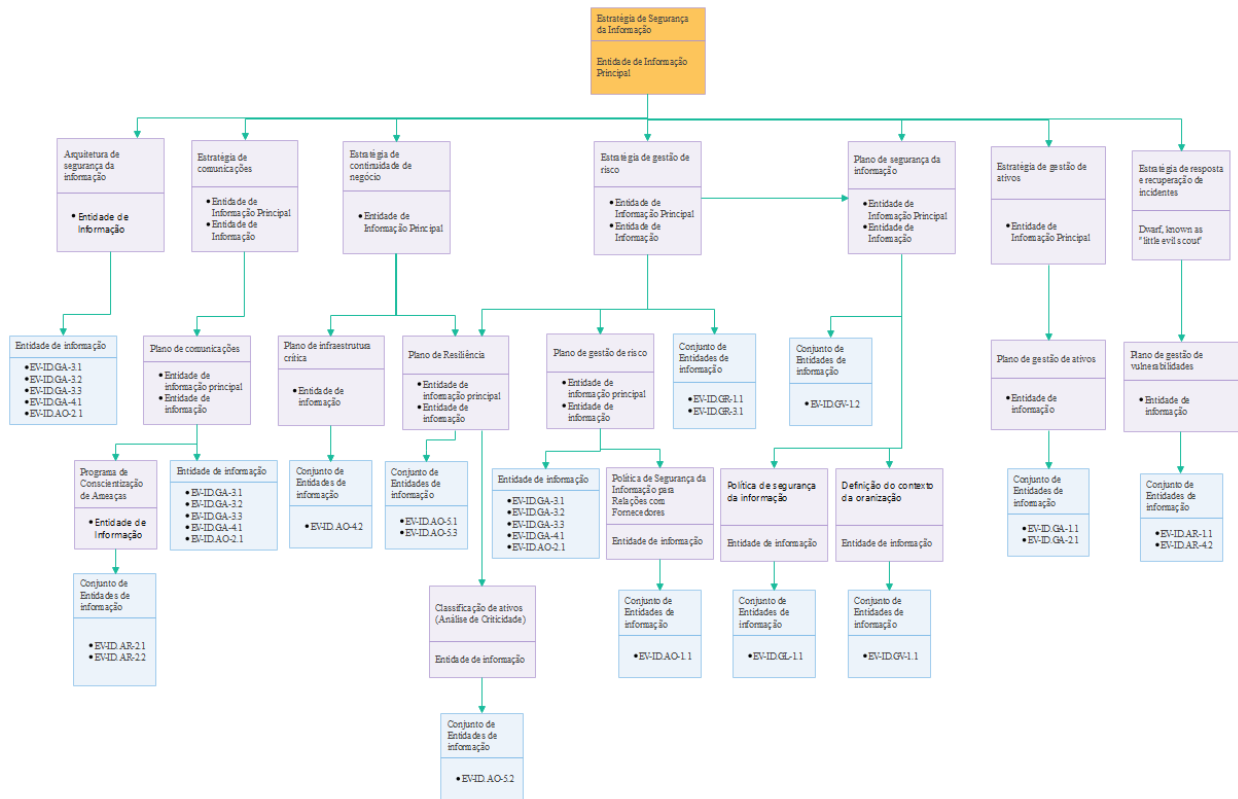 Estratégia de Segurança
da Informação
Entidade de Informação
Principal
Arquitetura de
segurança da
informação
• Entidade de
Informação
Estratégia de
comunicações
• Entidade de
Informação Principal
• Entidade de
Informação
Estratégia de
continuidade de
negócio
• Entidade de
Informação Principal
Estratégia de gestão de
risco
• Entidade de
Informação Principal
• Entidade de
Informação
Plano de segurança da
informação
• Entidade de
Informação Principal
• Entidade de
Informação
Estratégia de gestão de
ativos
• Entidade de
Informação Principal
Estratégia de resposta
e recuperação de
incidentes
Dwarf, known as
"little evil scout"
Entidade de informação
• EV-ID.GA-3.1
• EV-ID.GA-3.2
• EV-ID.GA-3.3
• EV-ID.GA-4.1
• EV-ID.AO-2.1
Plano de comunicações
• Entidade de
informação principal
• Entidade de
informação
Plano de infraestrutura
crítica
• Entidade de
informação
Plano de Resiliência
• Entidade de
informação principal
• Entidade de
informação
Plano de gestão de risco
• Entidade de
informação principal
• Entidade de
informação
Conjunto de
Entidades de
informação
• EV-ID.GR-1.1
• EV-ID.GR-3.1
Conjunto de
Entidades de
informação
• EV-ID.GV-1.2
Plano de gestão de ativos
• Entidade de
informação
Plano de gestão de
vulnerabilidades
• Entidade de
informação
Programa de
Conscientização
de Ameaças
• Entidade de
Informação
Entidade de informação
• EV-ID.GA-3.1
• EV-ID.GA-3.2
• EV-ID.GA-3.3
• EV-ID.GA-4.1
• EV-ID.AO-2.1
Conjunto de
Entidades de
informação
• EV-ID.AO-4.2
Conjunto de
Entidades de
informação
• EV-ID.AO-5.1
• EV-ID.AO-5.3
Entidade de informação
• EV-ID.GA-3.1
• EV-ID.GA-3.2
• EV-ID.GA-3.3
• EV-ID.GA-4.1
• EV-ID.AO-2.1
Política de Segurança da
Informação para
Relações com
Fornecedores
Entidade de informação
Política de segurança
da informação
Entidade de informação
Definição do contexto
da oranização
Entidade de informação
Conjunto de
Entidades de
informação
• EV-ID.GA-1.1
• EV-ID.GA-2.1
Conjunto de
Entidades de
informação
• EV-ID.AR-1.1
• EV-ID.AR-4.2
Conjunto de
Entidades de
informação
• EV-ID.AR-2.1
• EV-ID.AR-2.2
Classificação de ativos
(Análise de Criticidade)
Entidade de informação
Conjunto de
Entidades de
informação
• EV-ID.AO-1.1
Conjunto de
Entidades de
informação
• EV-ID.GL-1.1
Conjunto de
Entidades de
informação
• EV-ID.GV-1.1
Conjunto de
Entidades de
informação
• EV-ID.AO-5.2